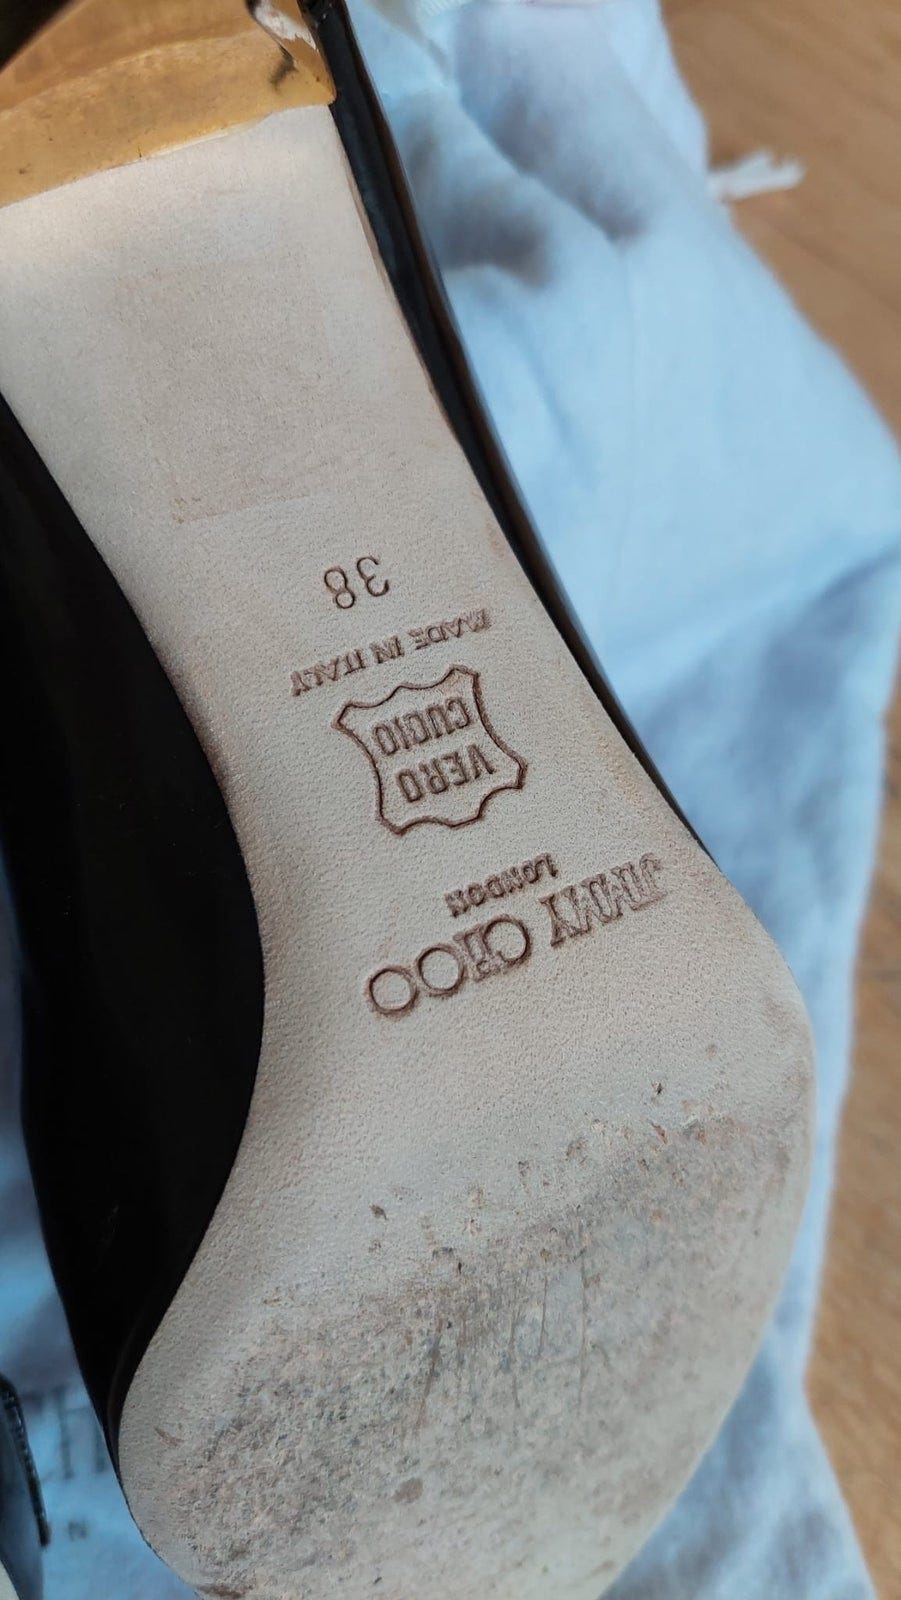 JIMMY CHOO
LONDON
VERO
CUOIO
MADE IN ITALY
38